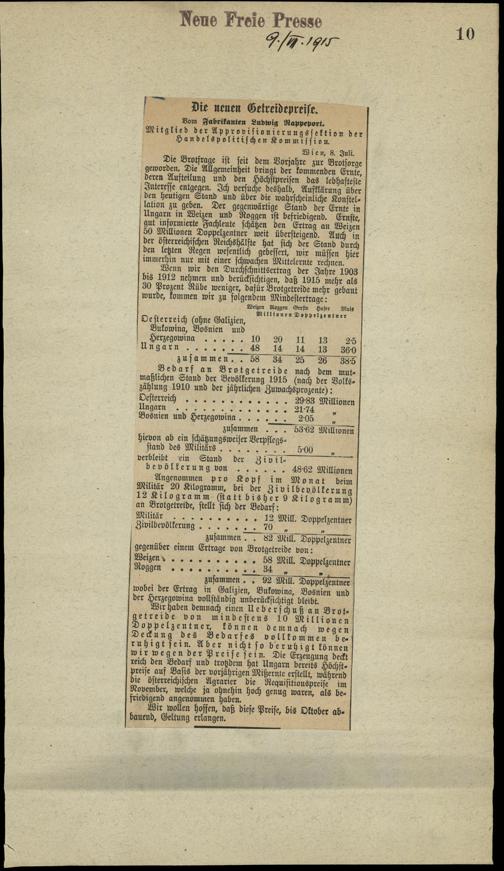 Neue Freie Presse
9./VII.1915
10
Die neuen Getreidepreise.
Vom Fabrikanten Ludwig Rappeport.
Mitglied der Approvisionierungssektion der
Handelspolitischen Kommission.
Wien, 8. Juli.
Die Brotfrage ist seit dem Vorjahre zur Brotsorge
geworden. Die Allgemeinheit bringt der kommenden Ernte,
deren Aufteilung und den Höchstpreisen das lebhafteste
Interesse entgegen. Ich versuche deshalb, Aufklärung über
den heutigen Stand und über die wahrscheinliche Konstel-
lation zu geben. Der gegenwärtige Stand der Ernte in
Ungarn in Weizen und Roggen ist befriedigend. Ernste,
gut informierte Fachleute schätzen den Ertrag an Weizen
50 Millionen Doppelzentner weit übersteigend. Auch in
der österreichischen Reichshälfte hat sich der Stand durch
den letzten Regen wesentlich gebessert, wir müssen hier
immerhin nur mit einer schwachen Mittelernte rechnen.
Wenn wir den Durchschnittsertrag der Jahre 1903
bis 1912 nehmen und berücksichtigen, daß 1915 mehr als
30 Prozent Rübe weniger, dafür Brotgetreide mehr gebaut
wurde, kommen wir zu folgendem Mindestertrage:
Weizen Roggen Gerste Hafer Mais
Millionen Doppelzentner
Oesterreich (ohne Galizien,
Bukowina, Bosnien und
Herzegowina . . . . . 10 20 11 13 2·5
Ungarn . . . . . . . 48 14 14 13 36·0
zusammen . . 58 34 25 26 38·5
Bedarf an Brotgetreide nach dem mut-
maßlichen Stand der Bevölkerung 1915 (nach der Volks-
zählung 1910 und der jährlichen Zuwachsprozente):
Oesterreich . . . . . . . . . . . . 29·83 Millionen
Ungarn . . . . . . . . . . . . . 21·74 „
Bosnien und Herzegowina . . . . . . 2·05 „
zusammen . . . 53·62 Millionen
hievon ab ein schätzungsweiser Verpflegs-
stand des Militärs . . . . . . . . 5·00 „
verbleibt ein Stand der Zivil-
bevölkerung von . . . . . . . 48·62 Millionen
Angenommen pro Kopf im Monat beim
Militär 20 Kilogramm, bei der Zivilbevölkerung
12 Kilogramm (statt bisher 9 Kilogramm)
an Brotgetreide, stellt sich der Bedarf:
Militär . . . . . . . . . . 12 Mill. Doppelzentner
Zivilbevölkerung . . . . . . . 70 „ „
zusammen . . 82 Mill. Doppelzentner
gegenüber einem Ertrage von Brotgetreide von:
Weizen . . . . . . . . . . 58 Mill. Doppelzentner
Roggen . . . . . . . . . . 34 „ „
zusammen . . 92 Mill. Doppelzentner
wobei der Ertrag in Galizien, Bukowina, Bosnien und
der Herzegowina vollständig unberücksichtigt bleibt.
Wir haben demnach einen Ueberschuß an Brot-
getreide von mindestens 10 Millionen
Doppelzentner, können demnach wegen
Deckung des Bedarfes vollkommen be-
ruhigt sein. Aber nicht so beruhigt können
wir wegen der Preise sein. Die Erzeugung deckt
reich den Bedarf und trotzdem hat Ungarn bereits Höchst-
preise auf Basis der vorjährigen Mißernte erstellt, während
die österreichischen Agrarier die Requisitionspreise im
November, welche ja ohnehin hoch genug waren, als be-
friedigend angenommen haben.
Wir wollen hoffen, daß diese Preise, bis Oktober ab-
bauend, Geltung erlangen.